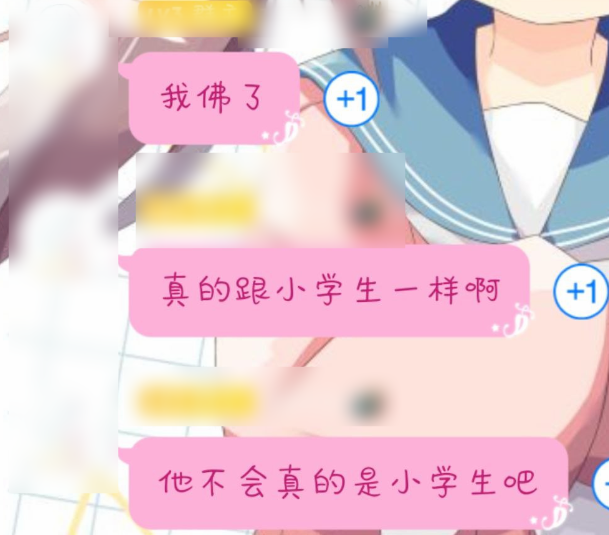 我佛了
+1
真的跟小学生一样啊
+1
他不会真的是小学生吧